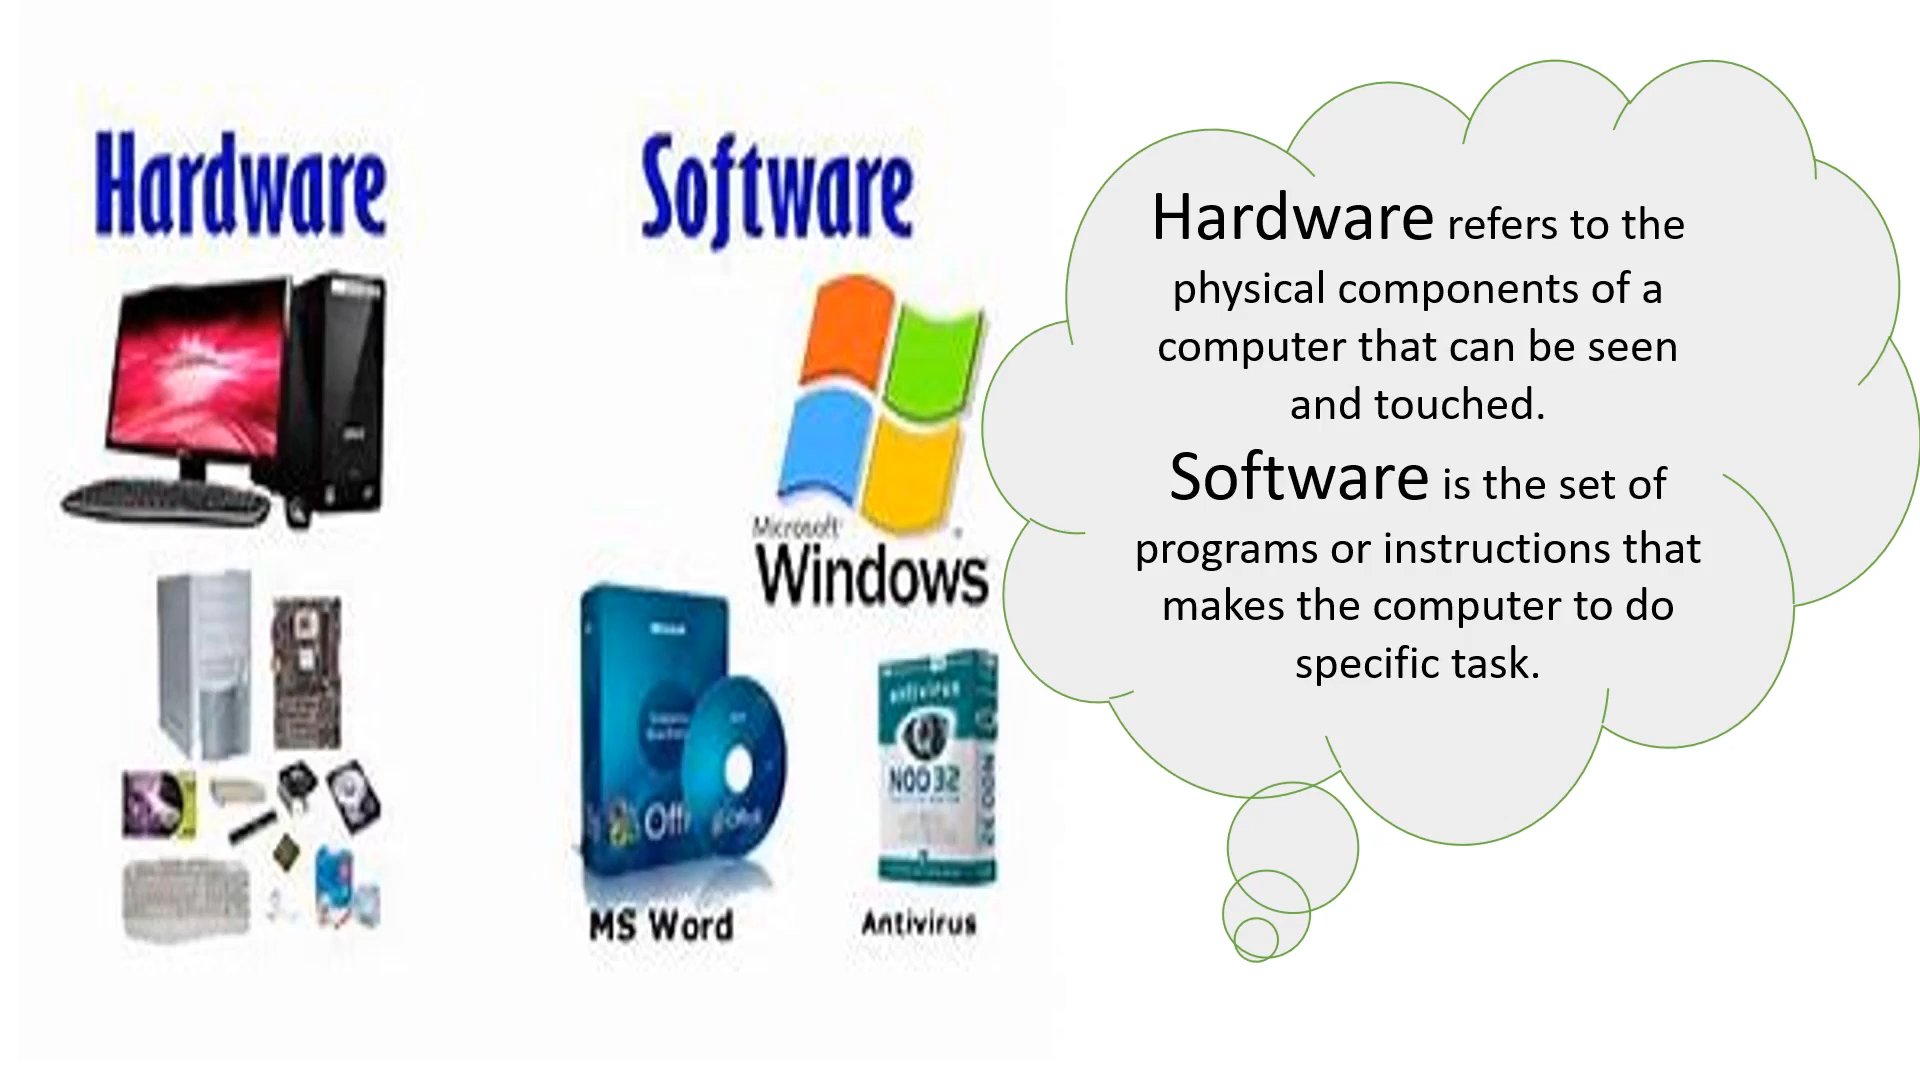 Hardware
Software
Microsoft
Windows
Office
antivirus
NOD32
MS Word
Antivirus
Hardware refers to the
physical components of a
computer that can be seen
and touched.
Software is the set of
programs or instructions that
makes the computer to do
specific task.